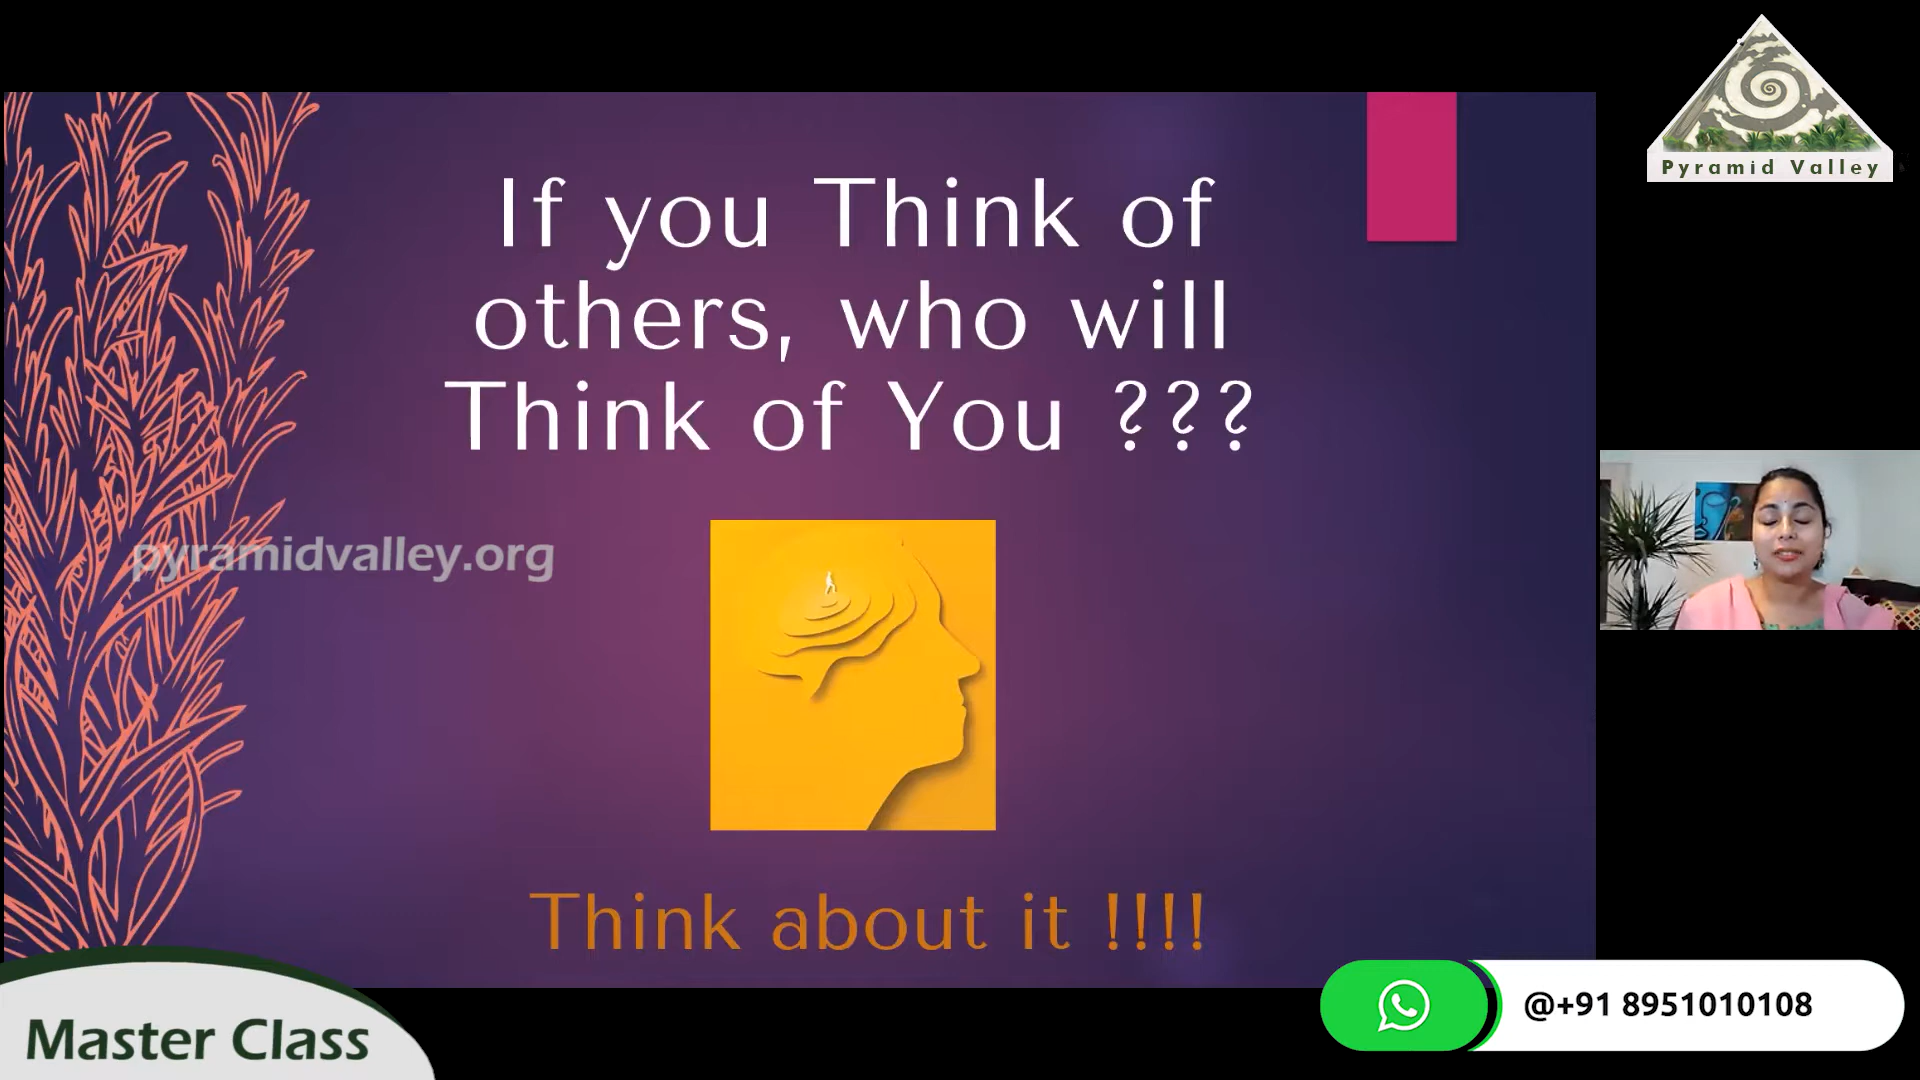 Pyramid Valley
If you Think of
others, who will
Think of You ???
pyramidvalley.org
Think about it !!!!
Master Class
@+91 8951010108